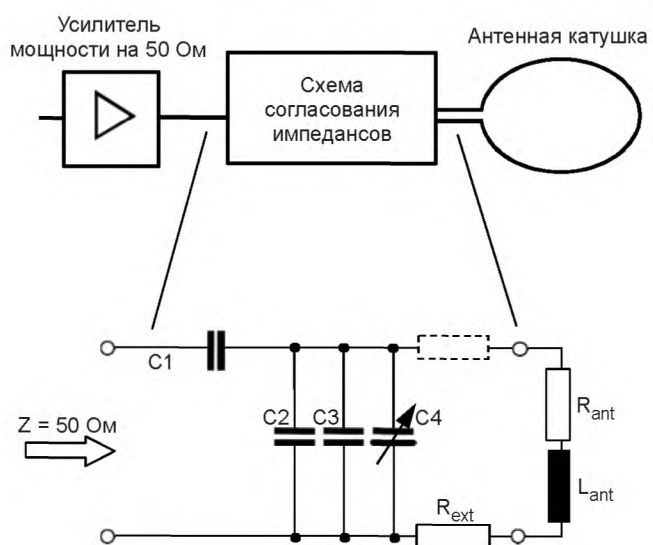 Усилитель
мощности на 50 Ом
Схема
согласования
импедансов
Антенная катушка
C1
C2
C3
C4
Z = 50 Ом
R_ant
L_ant
R_ext